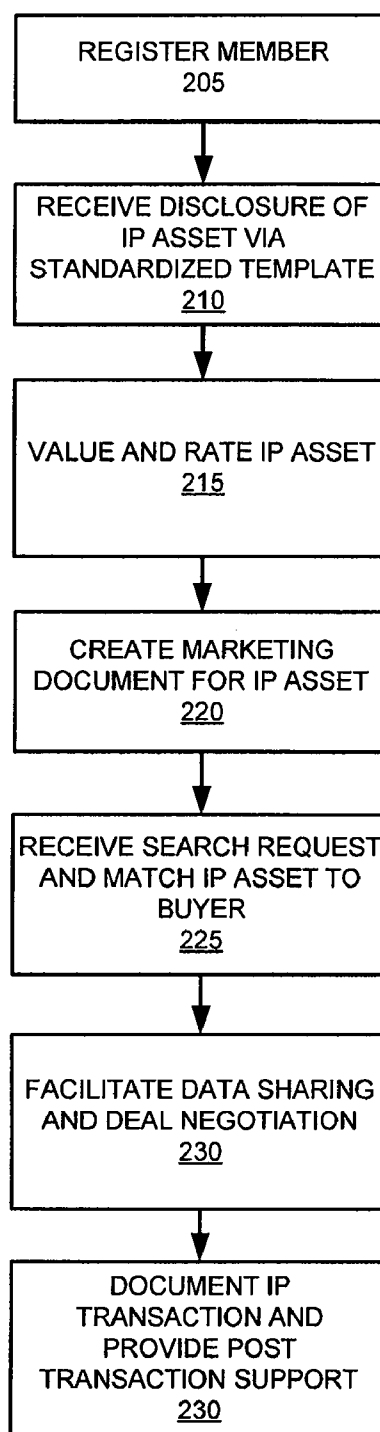 REGISTER MEMBER
205
RECEIVE DISCLOSURE OF
IP ASSET VIA
STANDARDIZED TEMPLATE
210
VALUE AND RATE IP ASSET
215
CREATE MARKETING
DOCUMENT FOR IP ASSET
220
RECEIVE SEARCH REQUEST
AND MATCH IP ASSET TO
BUYER
225
FACILITATE DATA SHARING
AND DEAL NEGOTIATION
230
DOCUMENT IP
TRANSACTION AND
PROVIDE POST
TRANSACTION SUPPORT
230